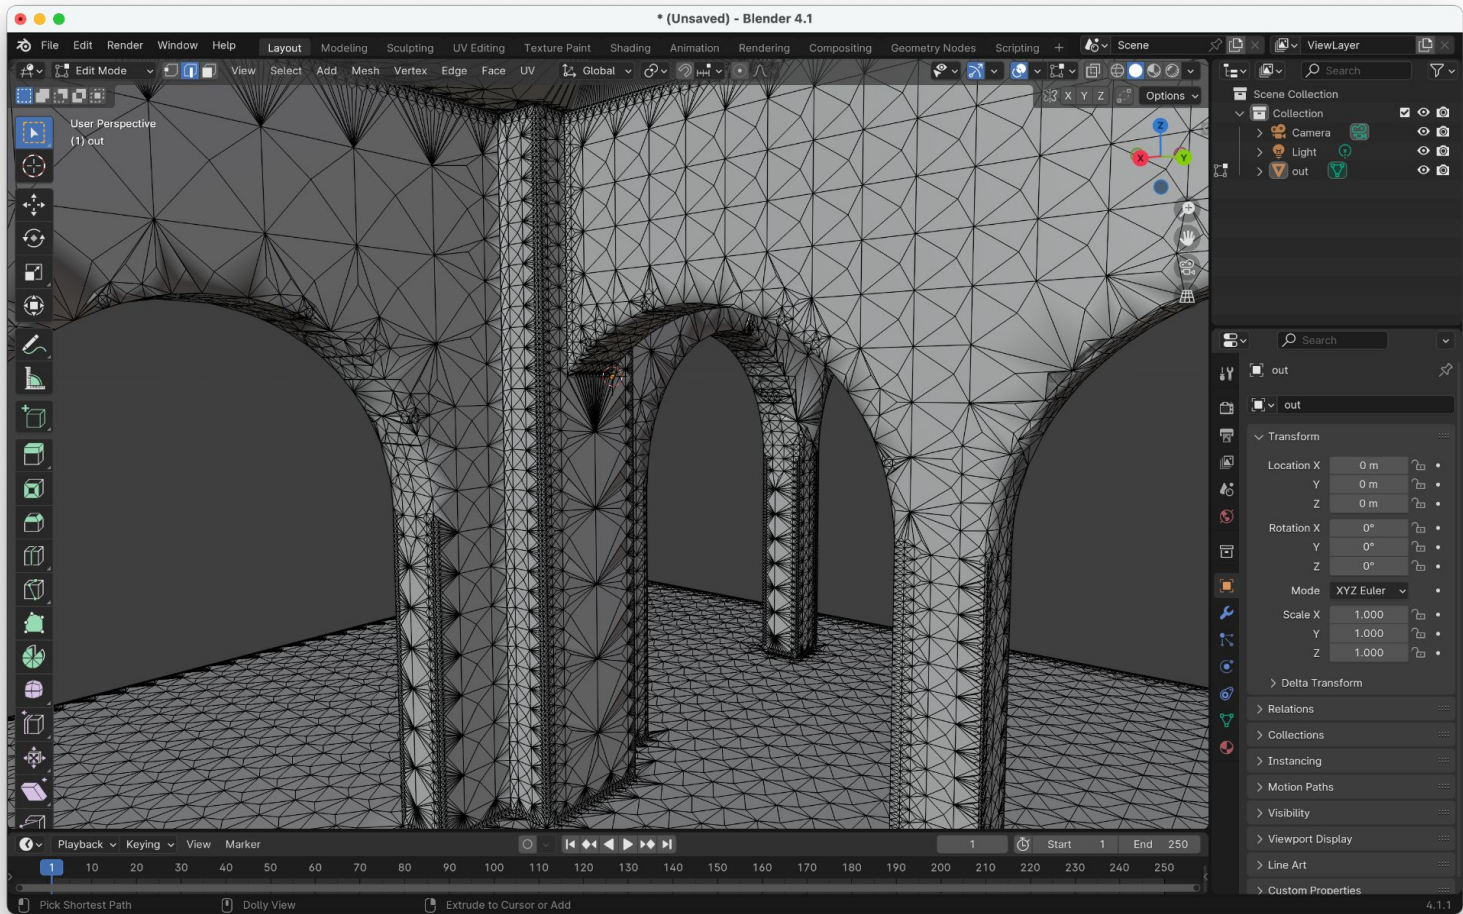 * (Unsaved) - Blender 4.1
File Edit Render Window Help Layout Modeling Sculpting UV Editing Texture Paint Shading Animation Rendering Compositing Geometry Nodes Scripting + Scene ViewLayer
Edit Mode View Select Add Mesh Vertex Edge Face UV Global Search
X Y Z Options
User Perspective
(1) out
Z
X
Y
Scene Collection
Collection
Camera
Light
out
Search
out
out
Transform
Location X 0 m
Y 0 m
Z 0 m
Rotation X 0°
Y 0°
Z 0°
Mode XYZ Euler
Scale X 1.000
Y 1.000
Z 1.000
Delta Transform
Relations
Collections
Instancing
Motion Paths
Visibility
Viewport Display
Line Art
Custom Properties
Playback Keying View Marker 1 Start 1 End 250
1 10 20 30 40 50 60 70 80 90 100 110 120 130 140 150 160 170 180 190 200 210 220 230 240 250
Pick Shortest Path Dolly View Extrude to Cursor or Add 4.1.1